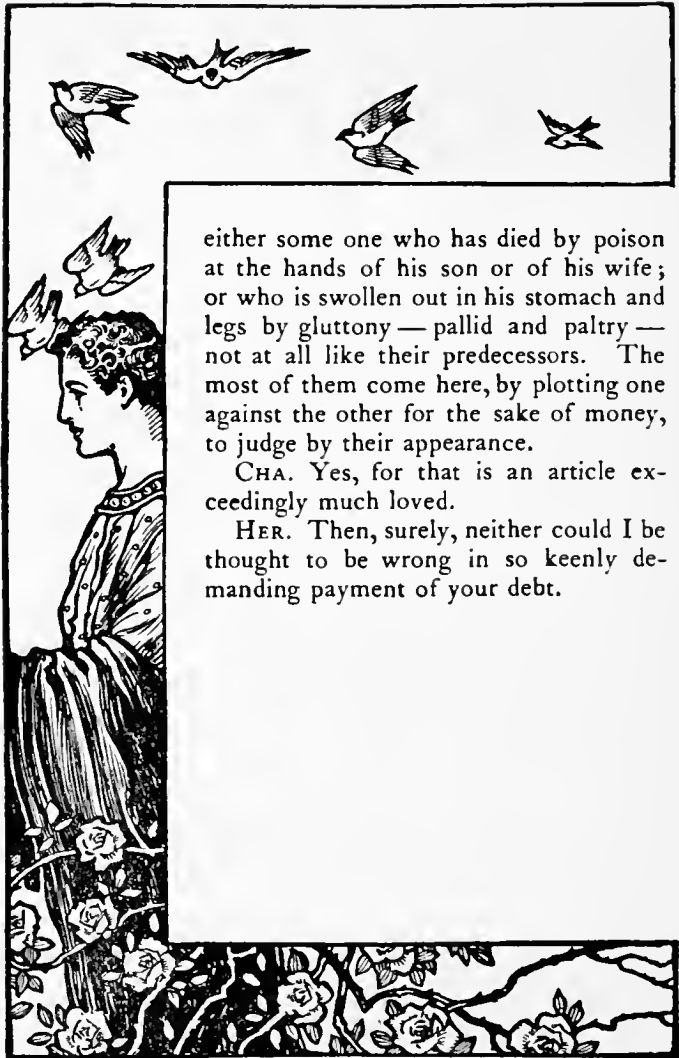 either some one who has died by poison
at the hands of his son or of his wife;
or who is swollen out in his stomach and
legs by gluttony — pallid and paltry —
not at all like their predecessors. The
most of them come here, by plotting one
against the other for the sake of money,
to judge by their appearance.
CHA. Yes, for that is an article ex-
ceedingly much loved.
HER. Then, surely, neither could I be
thought to be wrong in so keenly de-
manding payment of your debt.